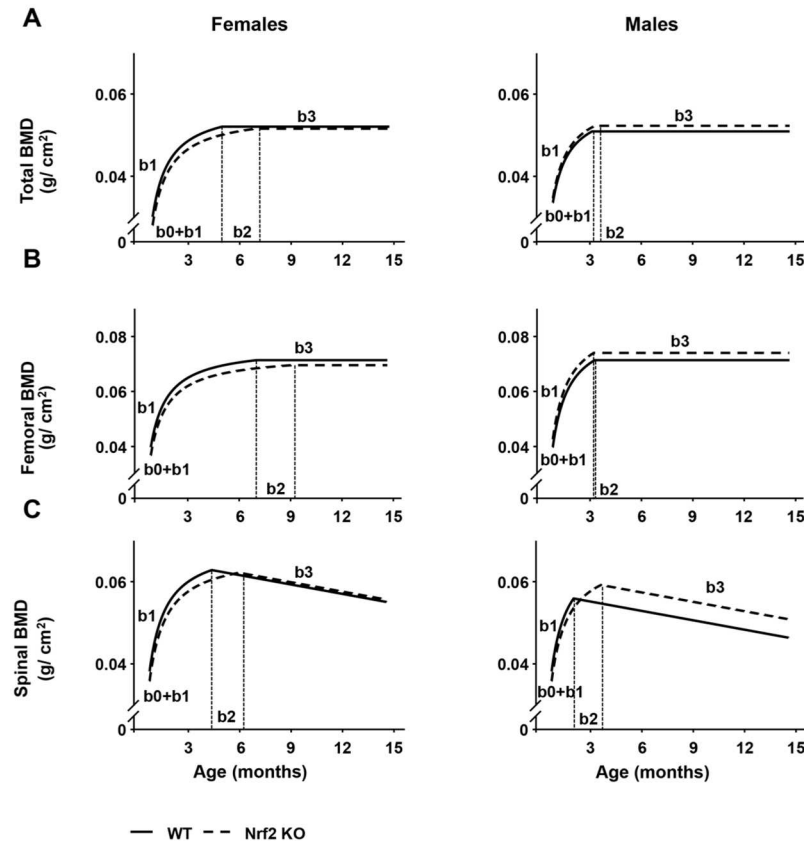 A
Females
Males
Total BMD
(g/ cm²)
0.06
0.04
0
b1
b0+b1
b2
b3
3
6
9
12
15
0.06
0.04
0
b1
b0+b1
b2
b3
3
6
9
12
15
B
Femoral BMD
(g/ cm²)
0.08
0.06
0.04
0
b1
b0+b1
b2
b3
3
6
9
12
15
0.08
0.06
0.04
0
b1
b0+b1
b2
b3
3
6
9
12
15
C
Spinal BMD
(g/ cm²)
0.06
0.04
0
b1
b0+b1
b2
b3
3
6
9
12
15
Age (months)
0.06
0.04
0
b1
b0+b1
b2
b3
3
6
9
12
15
Age (months)
WT
Nrf2 KO